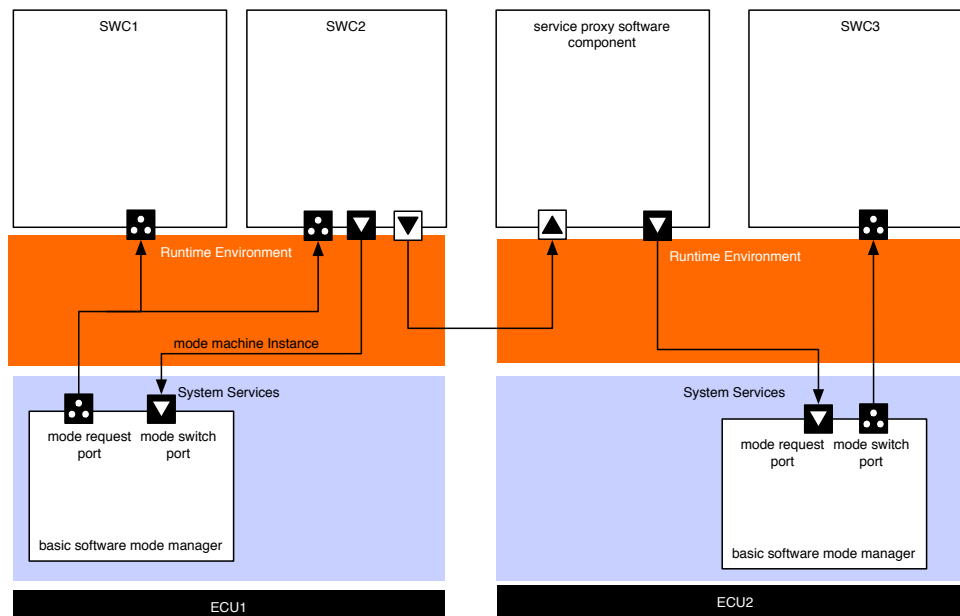 SWC1
SWC2
service proxy software
component
SWC3
Runtime Environment
Runtime Environment
mode machine Instance
System Services
System Services
mode request
port
mode switch
port
mode request
port
mode switch
port
basic software mode manager
basic software mode manager
ECU1
ECU2